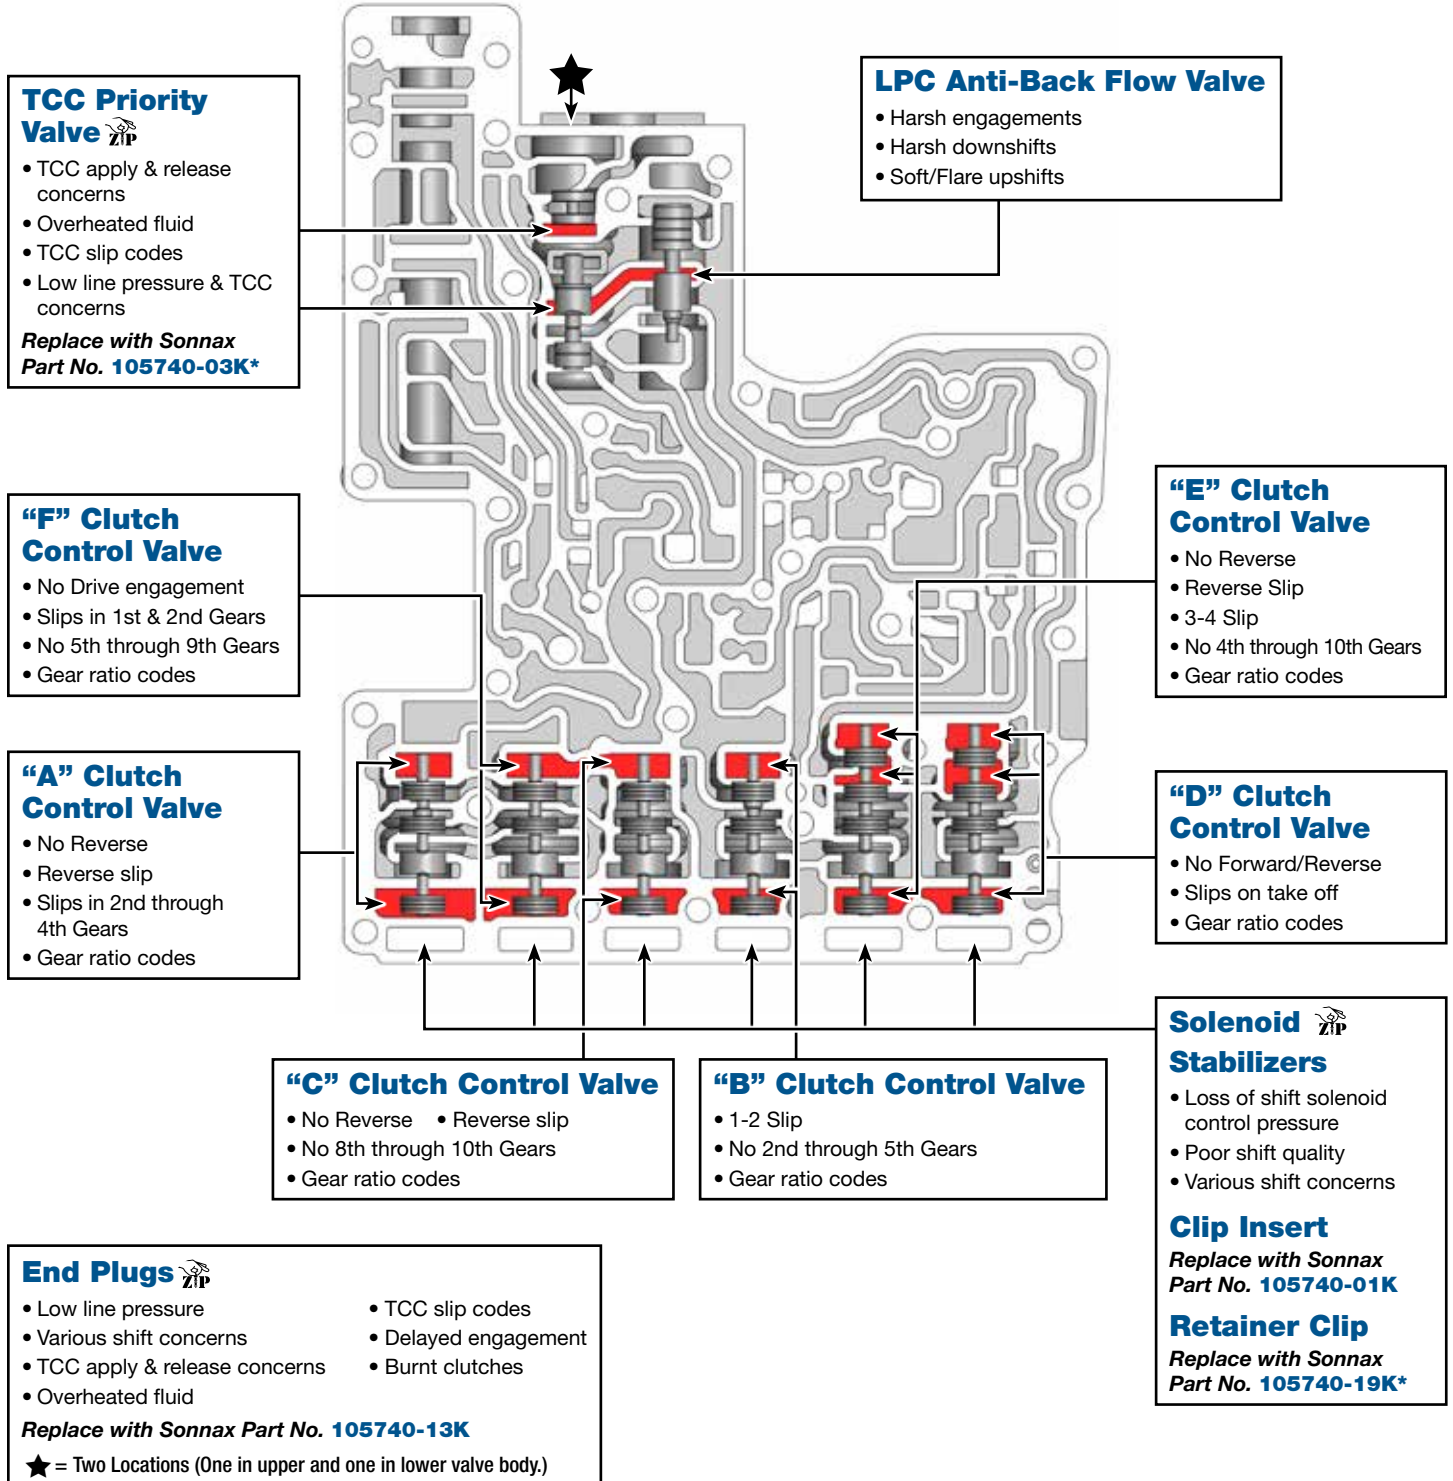 TCC Priority
Valve ZIP
• TCC apply & release
concerns
• Overheated fluid
• TCC slip codes
• Low line pressure & TCC
concerns
Replace with Sonnax
Part No. 105740-03K*
LPC Anti-Back Flow Valve
• Harsh engagements
• Harsh downshifts
• Soft/Flare upshifts
“F” Clutch
Control Valve
• No Drive engagement
• Slips in 1st & 2nd Gears
• No 5th through 9th Gears
• Gear ratio codes
“E” Clutch
Control Valve
• No Reverse
• Reverse Slip
• 3-4 Slip
• No 4th through 10th Gears
• Gear ratio codes
“A” Clutch
Control Valve
• No Reverse
• Reverse slip
• Slips in 2nd through
4th Gears
• Gear ratio codes
“D” Clutch
Control Valve
• No Forward/Reverse
• Slips on take off
• Gear ratio codes
“C” Clutch Control Valve
• No Reverse • Reverse slip
• No 8th through 10th Gears
• Gear ratio codes
“B” Clutch Control Valve
• 1-2 Slip
• No 2nd through 5th Gears
• Gear ratio codes
Solenoid ZIP
Stabilizers
• Loss of shift solenoid
control pressure
• Poor shift quality
• Various shift concerns
Clip Insert
Replace with Sonnax
Part No. 105740-01K
Retainer Clip
Replace with Sonnax
Part No. 105740-19K*
End Plugs ZIP
• Low line pressure
• Various shift concerns
• TCC apply & release concerns
• Overheated fluid
• TCC slip codes
• Delayed engagement
• Burnt clutches
Replace with Sonnax Part No. 105740-13K
★ = Two Locations (One in upper and one in lower valve body.)